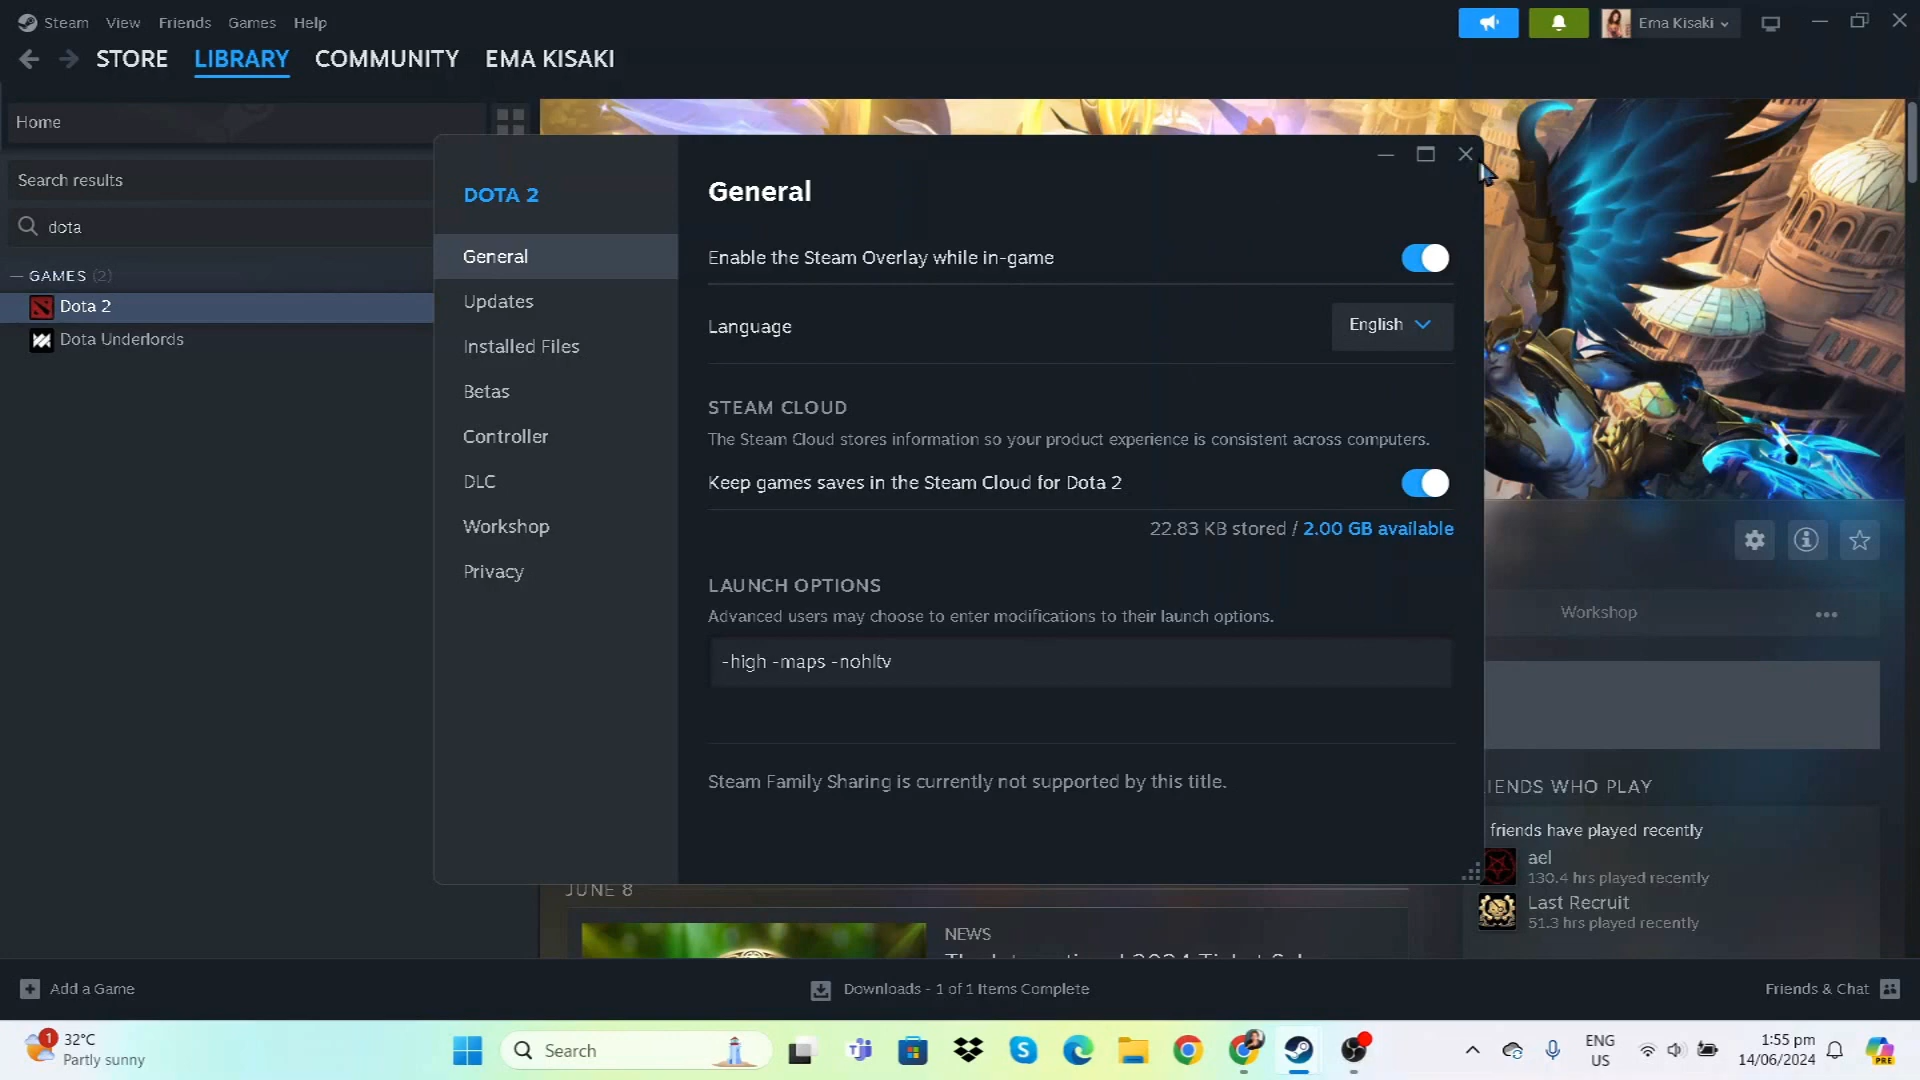 Steam View Friends Games Help
Ema Kisaki
STORE LIBRARY COMMUNITY EMA KISAKI
Home
Search results
dota
GAMES (2)
Dota 2
Dota Underlords
DOTA 2
General
Updates
Installed Files
Betas
Controller
DLC
Workshop
Privacy
General
Enable the Steam Overlay while in-game
Language
English
STEAM CLOUD
The Steam Cloud stores information so your product experience is consistent across computers.
Keep games saves in the Steam Cloud for Dota 2
22.83 KB stored / 2.00 GB available
LAUNCH OPTIONS
Advanced users may choose to enter modifications to their launch options.
-high -maps -nohltv
Steam Family Sharing is currently not supported by this title.
Workshop
IENDS WHO PLAY
friends have played recently
ael
130.4 hrs played recently
Last Recruit
51.3 hrs played recently
JUNE 8
NEWS
Add a Game
Downloads - 1 of 1 Items Complete
Friends & Chat
1
32°C
Partly sunny
Search
ENG
US
1:55 pm
14/06/2024
PRE